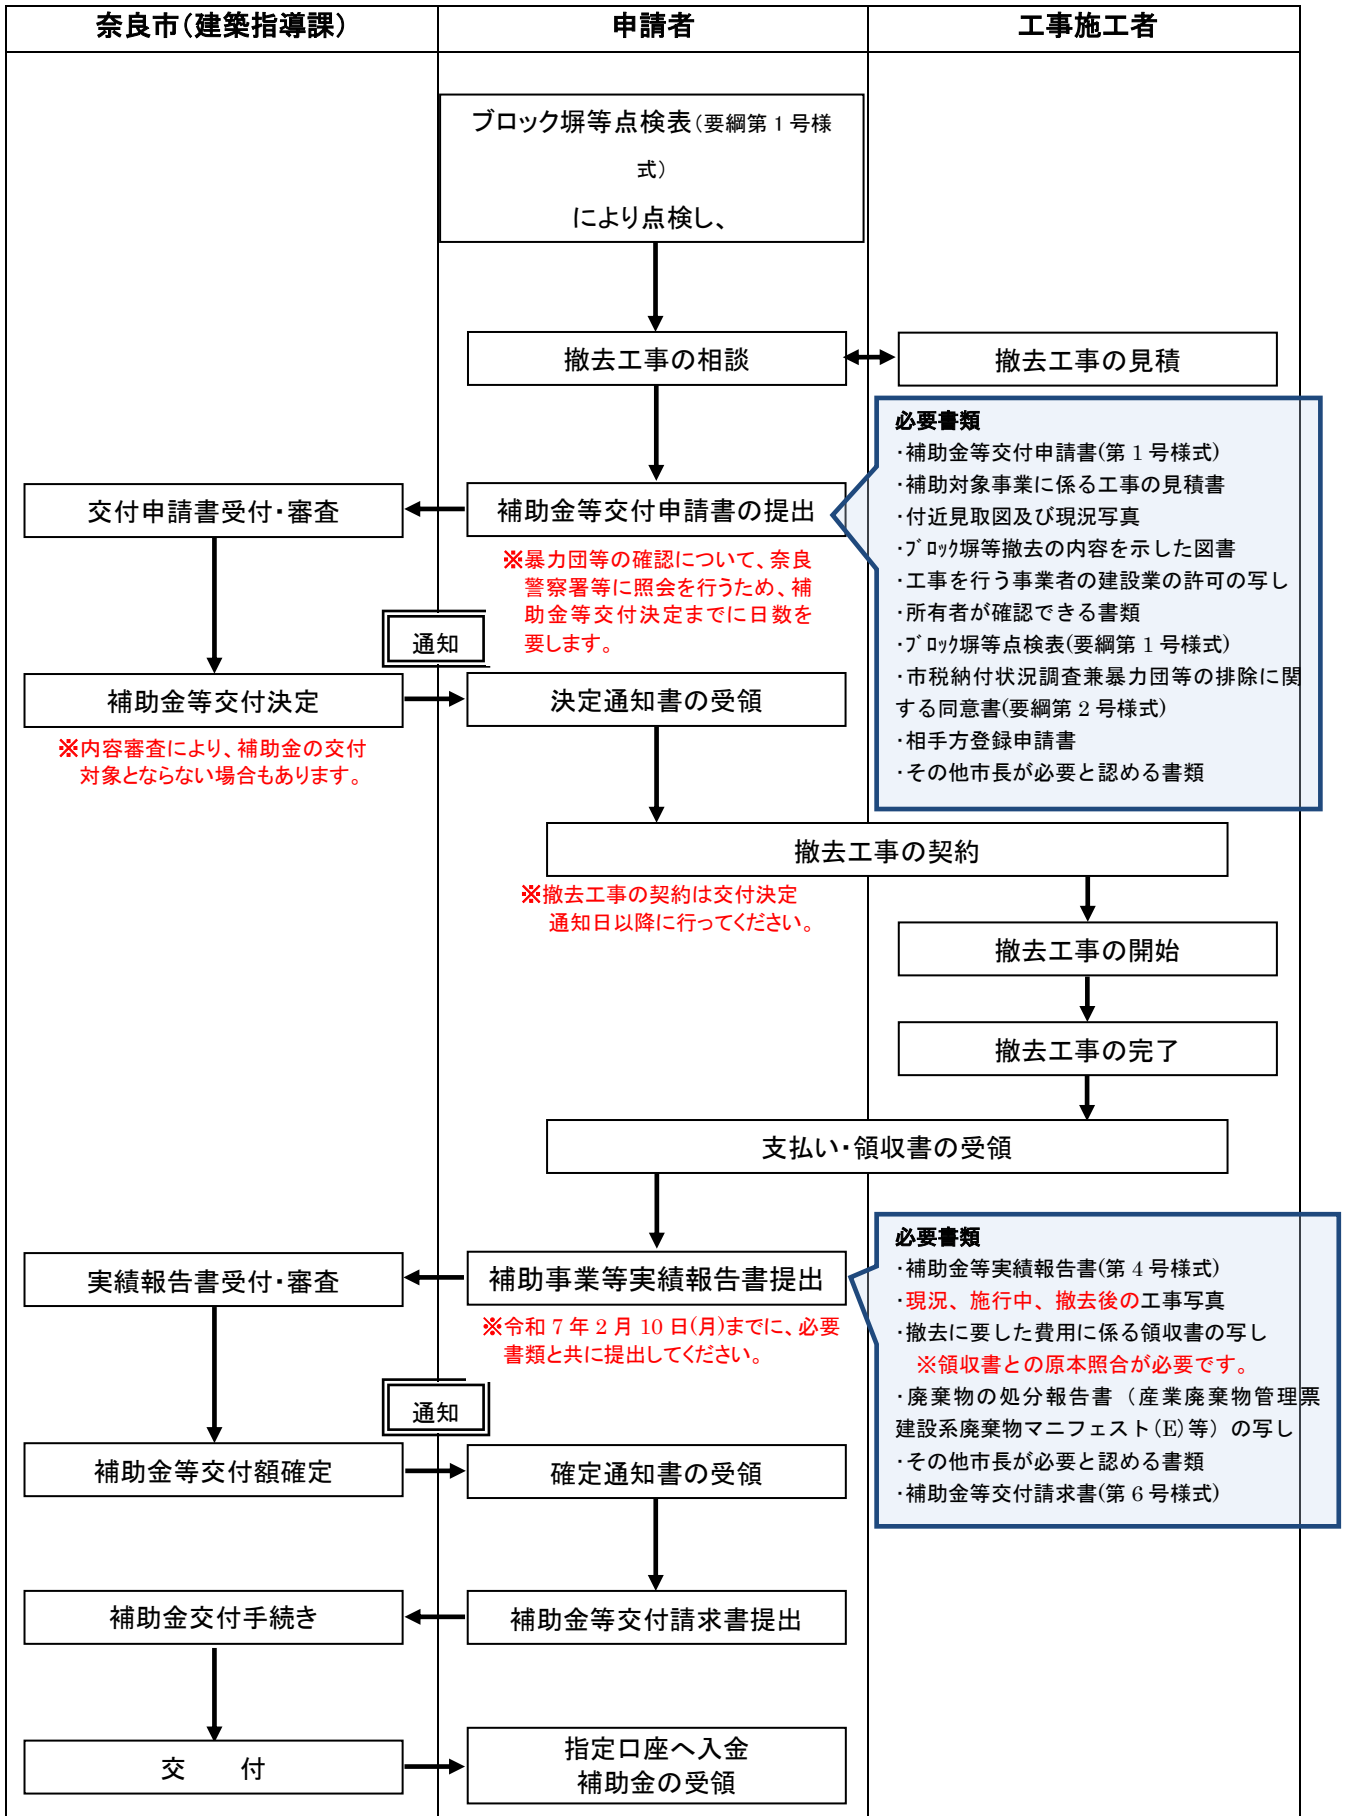 奈良市(建築指導課)
申請者
工事施工者
ブロック塀等点検表(要綱第1号様
式)
により点検し、
撤去工事の相談
撤去工事の見積
必要書類
・補助金等交付申請書(第1号様式)
・補助対象事業に係る工事の見積書
・付近見取図及び現況写真
・ブロック塀等撤去の内容を示した図書
・工事を行う事業者の建設業の許可の写し
・所有者が確認できる書類
・ブロック塀等点検表(要綱第1号様式)
・市税納付状況調査兼暴力団等の排除に関
する同意書(要綱第2号様式)
・相手方登録申請書
・その他市長が必要と認める書類
交付申請書受付・審査
補助金等交付申請書の提出
※暴力団等の確認について、奈良
警察署等に照会を行うため、補
助金等交付決定までに日数を
要します。
通知
補助金等交付決定
決定通知書の受領
※内容審査により、補助金の交付
対象とならない場合もあります。
撤去工事の契約
※撤去工事の契約は交付決定
通知日以降に行ってください。
撤去工事の開始
撤去工事の完了
支払い・領収書の受領
必要書類
・補助金等実績報告書(第4号様式)
・現況、施行中、撤去後の工事写真
・撤去に要した費用に係る領収書の写し
※領収書との原本照合が必要です。
・廃棄物の処分報告書(産業廃棄物管理票
建設系廃棄物マニフェスト(E)等)の写し
・その他市長が必要と認める書類
・補助金等交付請求書(第6号様式)
実績報告書受付・審査
補助事業等実績報告書提出
※令和7年2月10日(月)までに、必要
書類と共に提出してください。
通知
補助金等交付額確定
確定通知書の受領
補助金交付手続き
補助金等交付請求書提出
交　　付
指定口座へ入金
補助金の受領